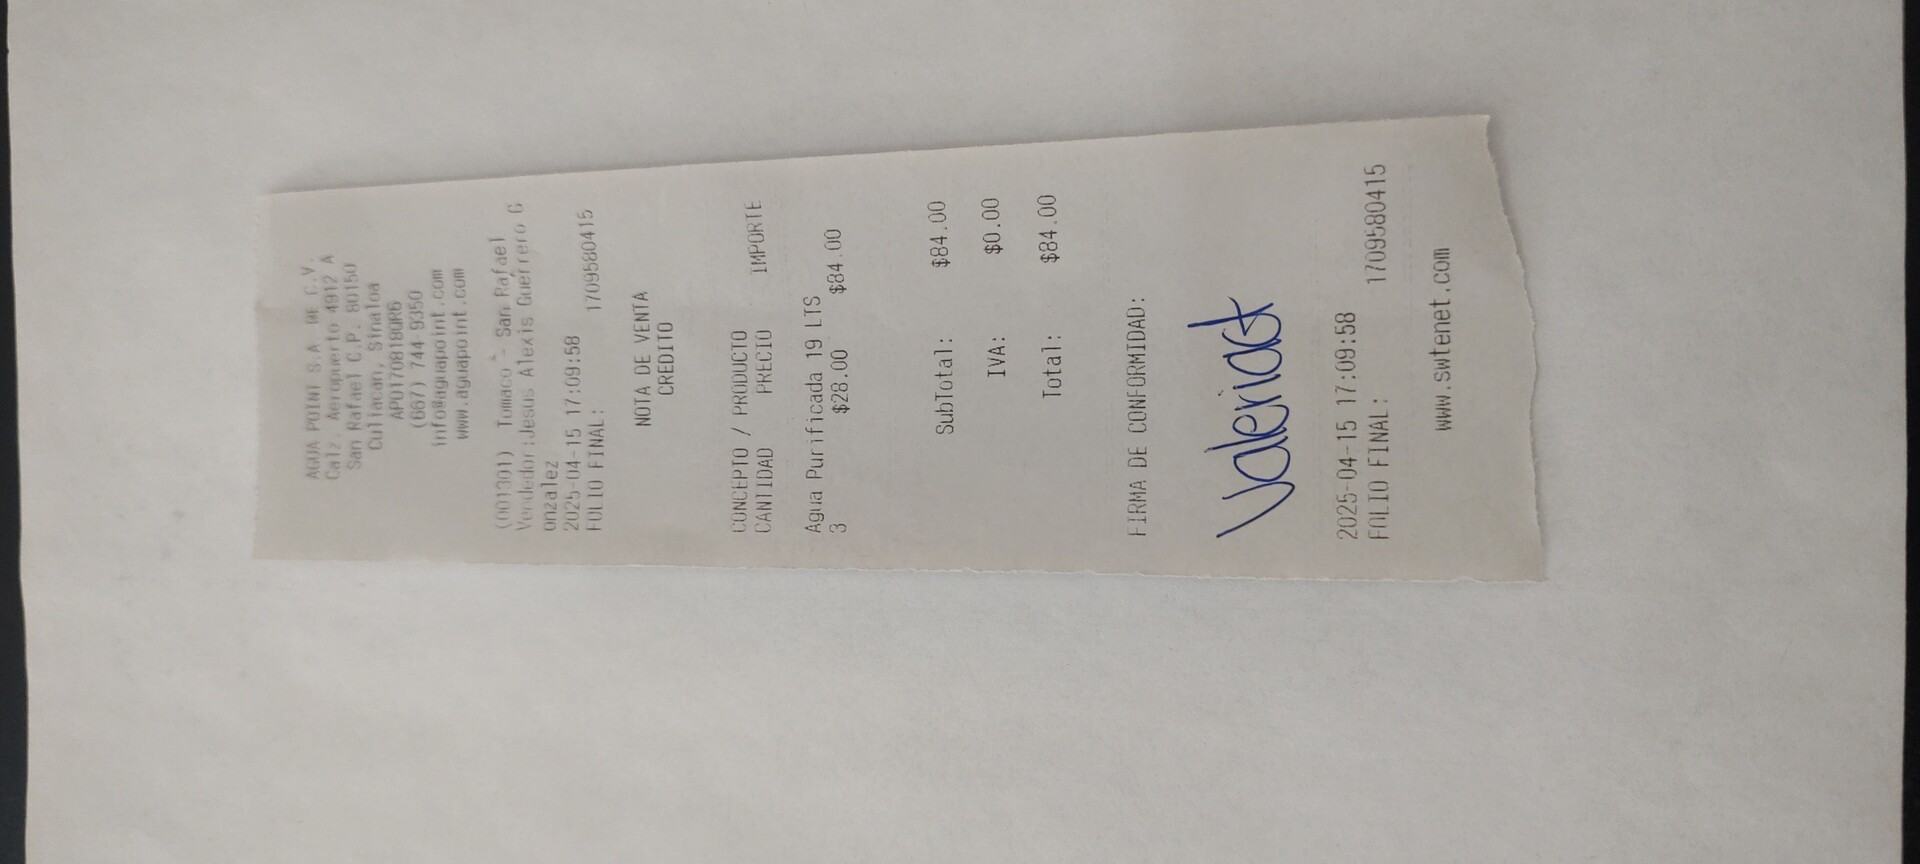 AGUA POINT S.A DE C.V.
Calz. Aeropuerto 4912 A
San Rafael C.P. 80150
Culiacan, Sinaloa
APO170818QR6
(667) 744 9350
info@aguapoint.com
www.aguapoint.com
(001301) Tomaco - San Rafael
Vendedor:Jesus Alexis Guerrero G
onzalez
2025-04-15 17:09:58
FOLIO FINAL: 1709580415
NOTA DE VENTA
CREDITO
CONCEPTO / PRODUCTO
CANTIDAD PRECIO IMPORTE
Agua Purificada 19 LTS
3 $28.00 $84.00
SubTotal: $84.00
IVA: $0.00
Total: $84.00
FIRMA DE CONFORMIDAD:
2025-04-15 17:09:58
FOLIO FINAL: 1709580415
www.swtenet.com